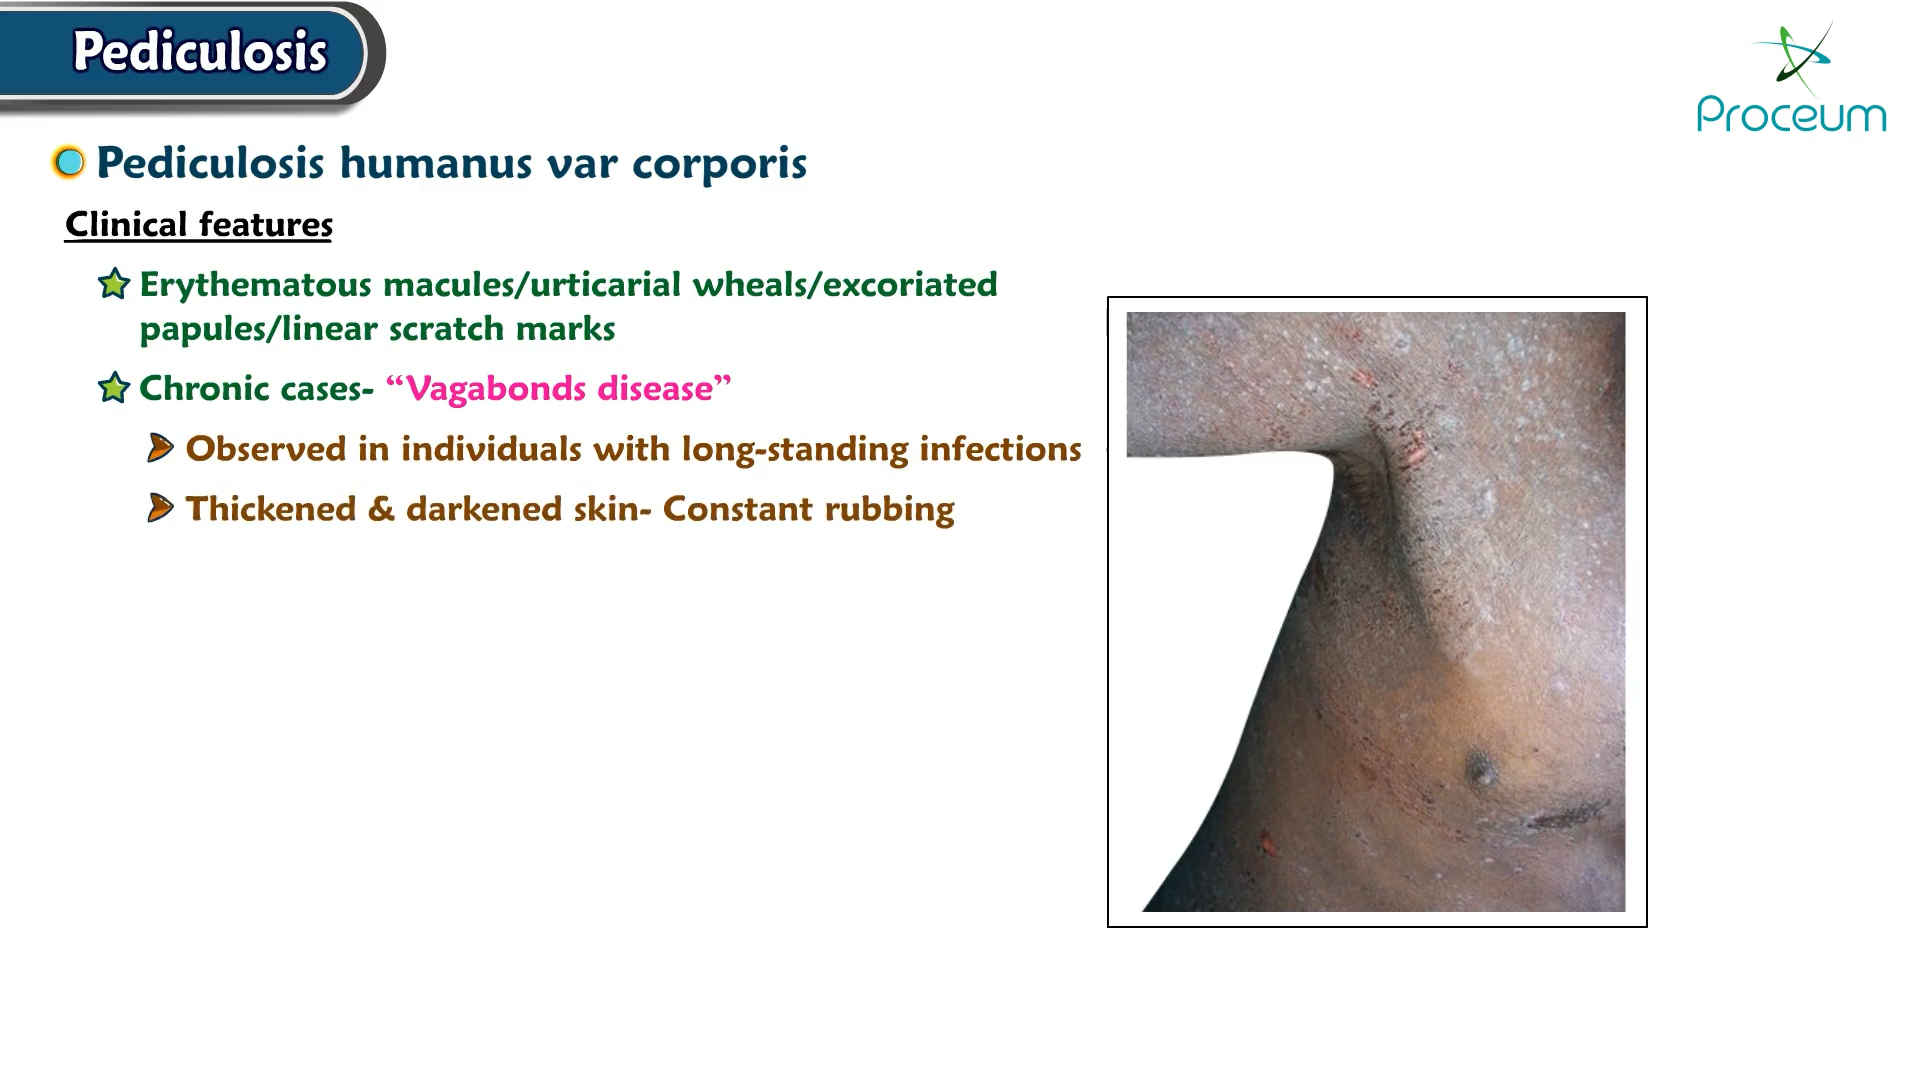 Pediculosis
Proceum
Pediculosis humanus var corporis
Clinical features
Erythematous macules/urticarial wheals/excoriated
papules/linear scratch marks
Chronic cases- “Vagabonds disease”
Observed in individuals with long-standing infections
Thickened & darkened skin- Constant rubbing